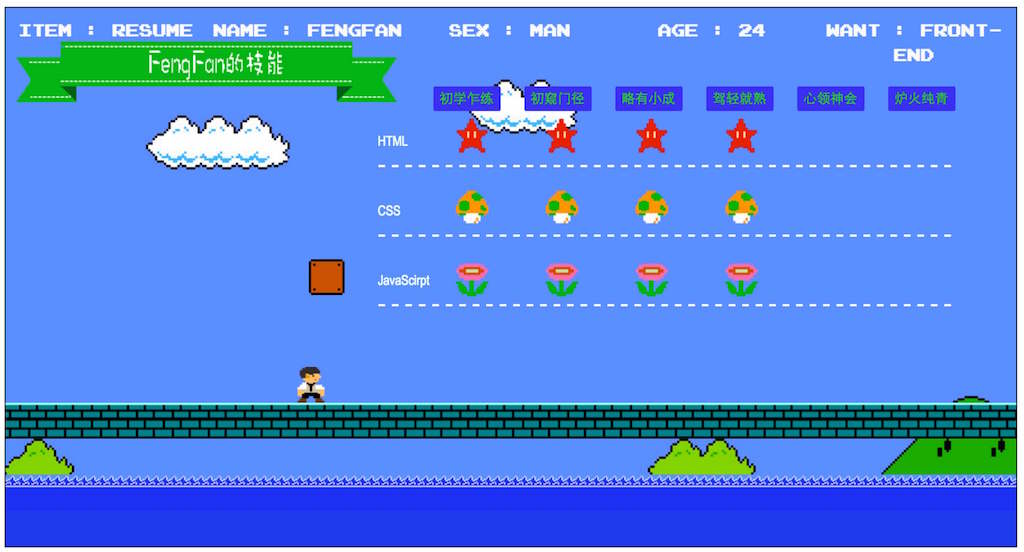 ITEM : RESUME NAME : FENGFAN SEX : MAN AGE : 24 WANT : FRONT-
END
FengFan的技能
初学乍练 初窥门径 略有小成 驾轻就熟 心领神会 炉火纯青
HTML
CSS
JavaScirpt